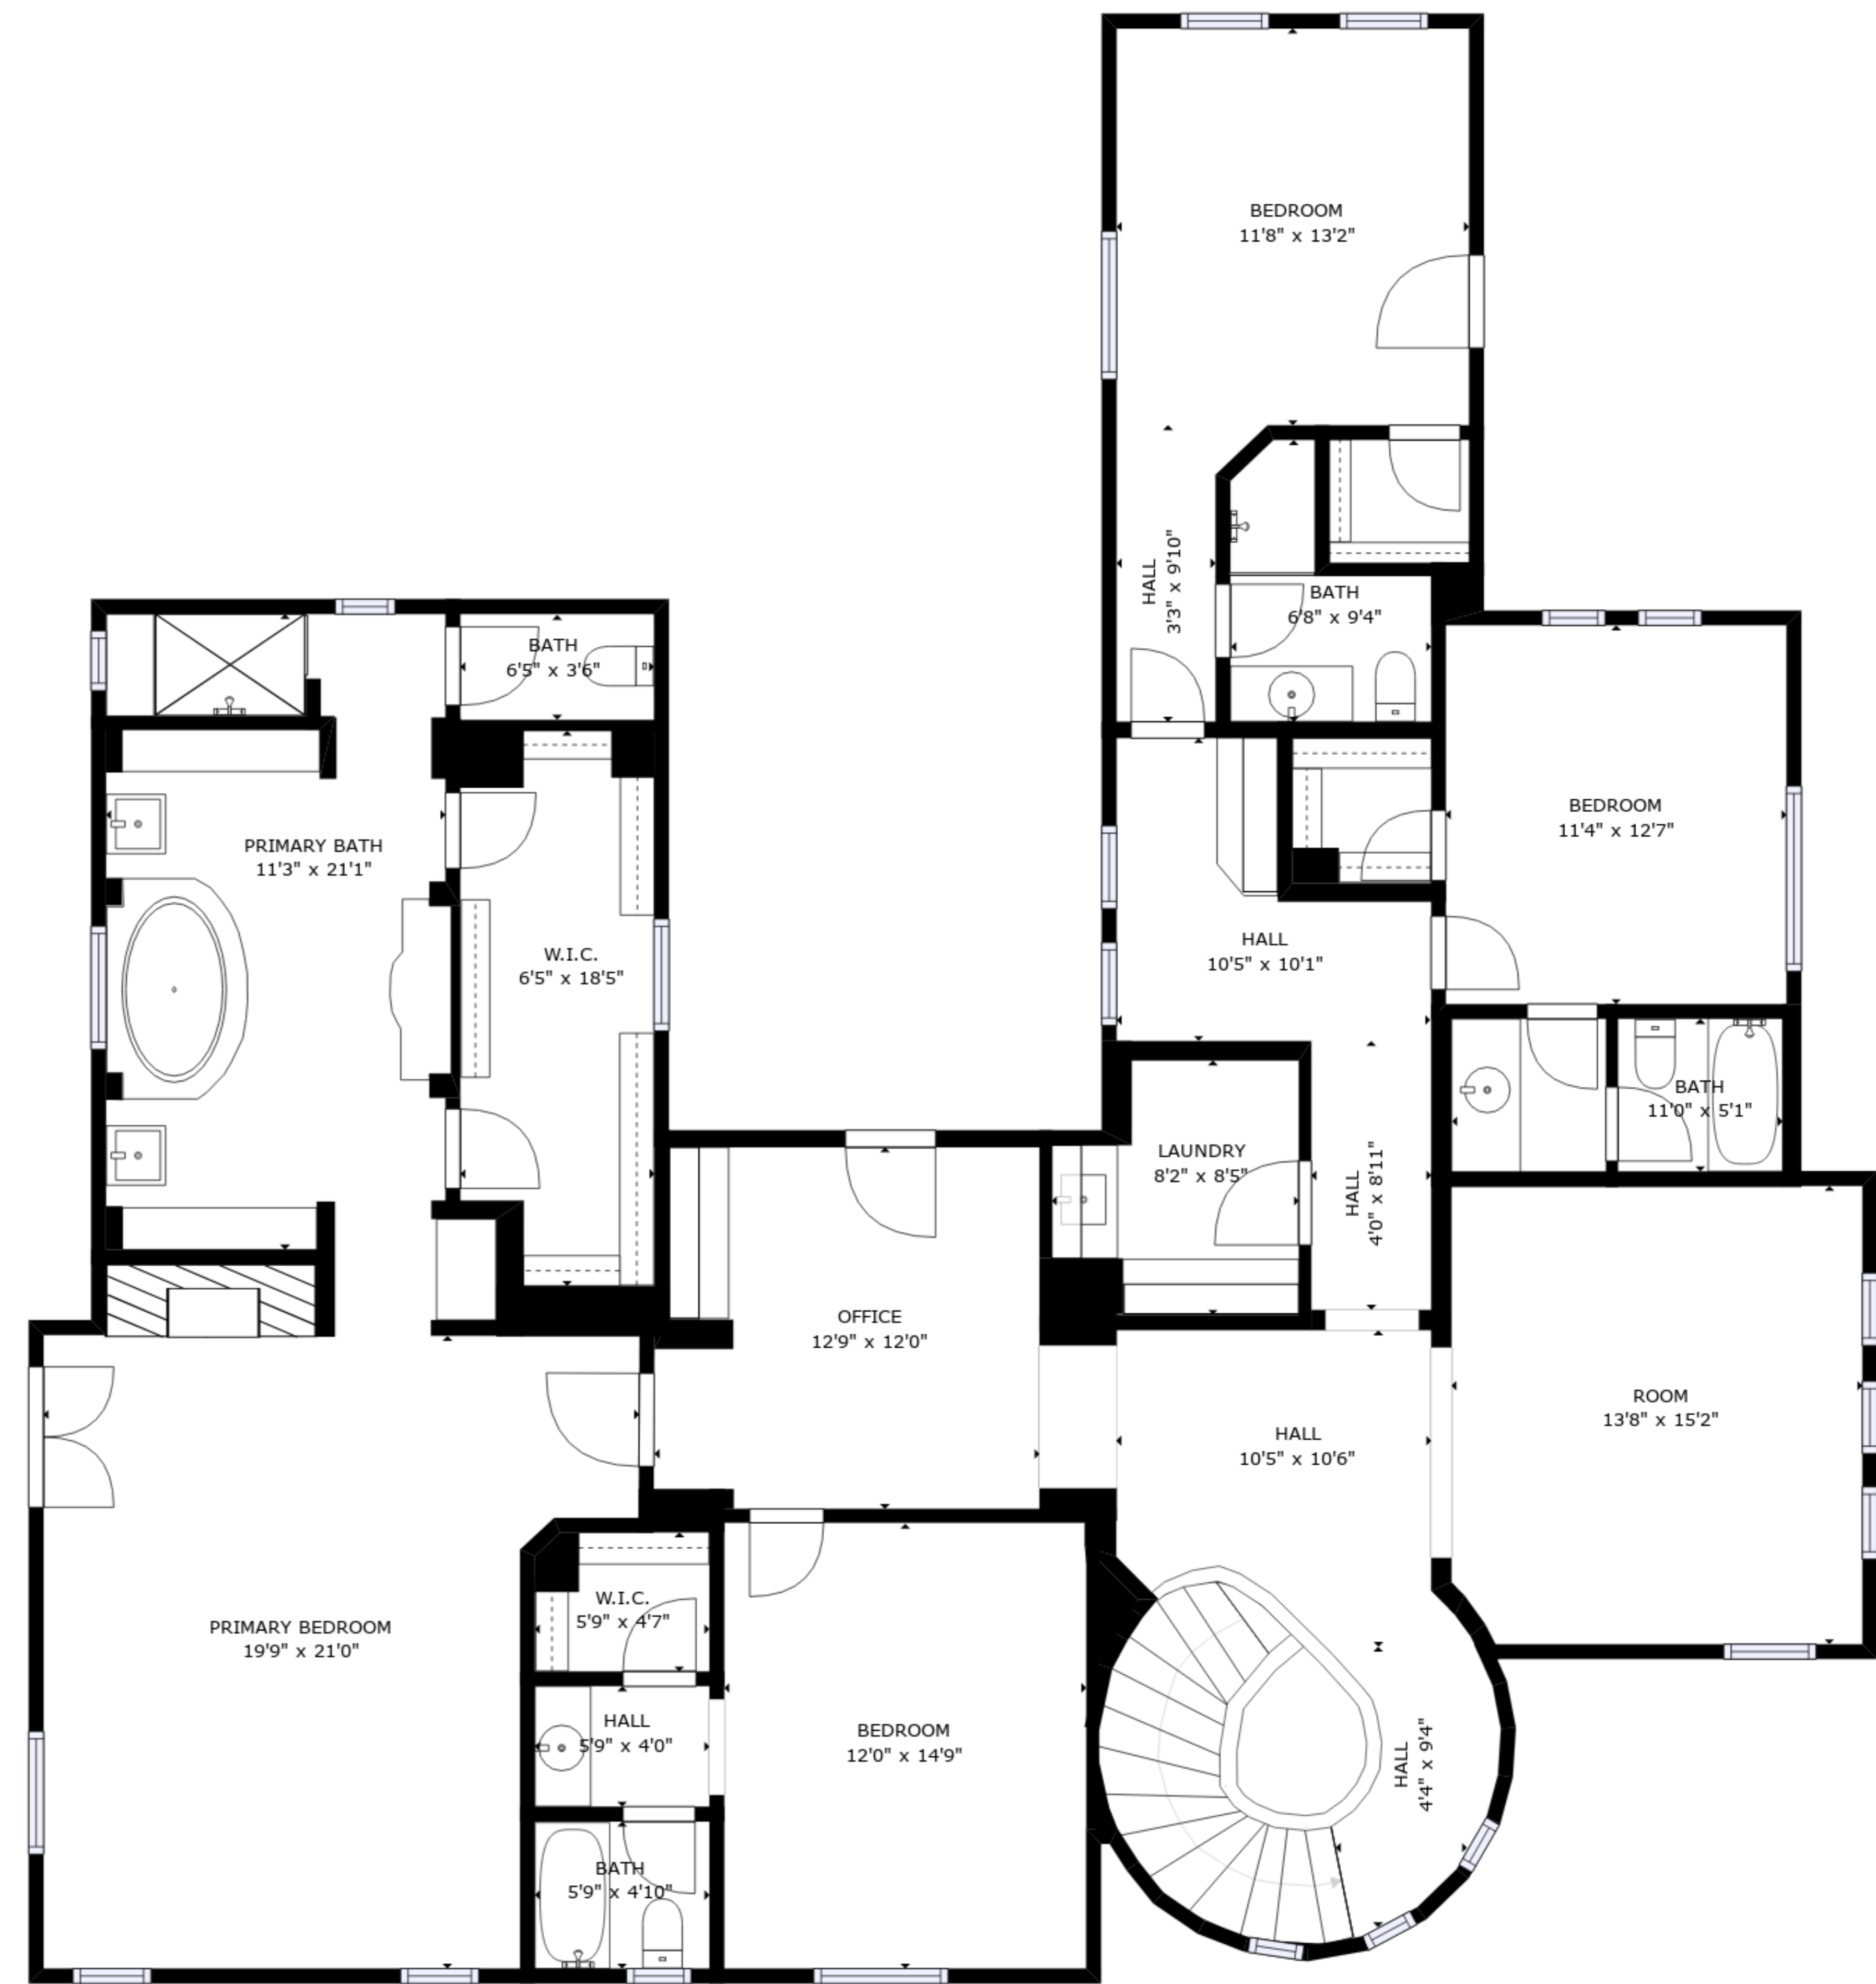 BEDROOM
11'8" x 13'2"
HALL
3'3" x 9'10"
BATH
6'8" x 9'4"
BATH
6'5" x 3'6"
PRIMARY BATH
11'3" x 21'1"
BEDROOM
11'4" x 12'7"
W.I.C.
6'5" x 18'5"
HALL
10'5" x 10'1"
BATH
11'0" x 5'1"
LAUNDRY
8'2" x 8'5"
HALL
4'0" x 8'11"
OFFICE
12'9" x 12'0"
ROOM
13'8" x 15'2"
HALL
10'5" x 10'6"
W.I.C.
5'9" x 4'7"
PRIMARY BEDROOM
19'9" x 21'0"
HALL
5'9" x 4'0"
BEDROOM
12'0" x 14'9"
HALL
4'4" x 9'4"
BATH
5'9" x 4'10"